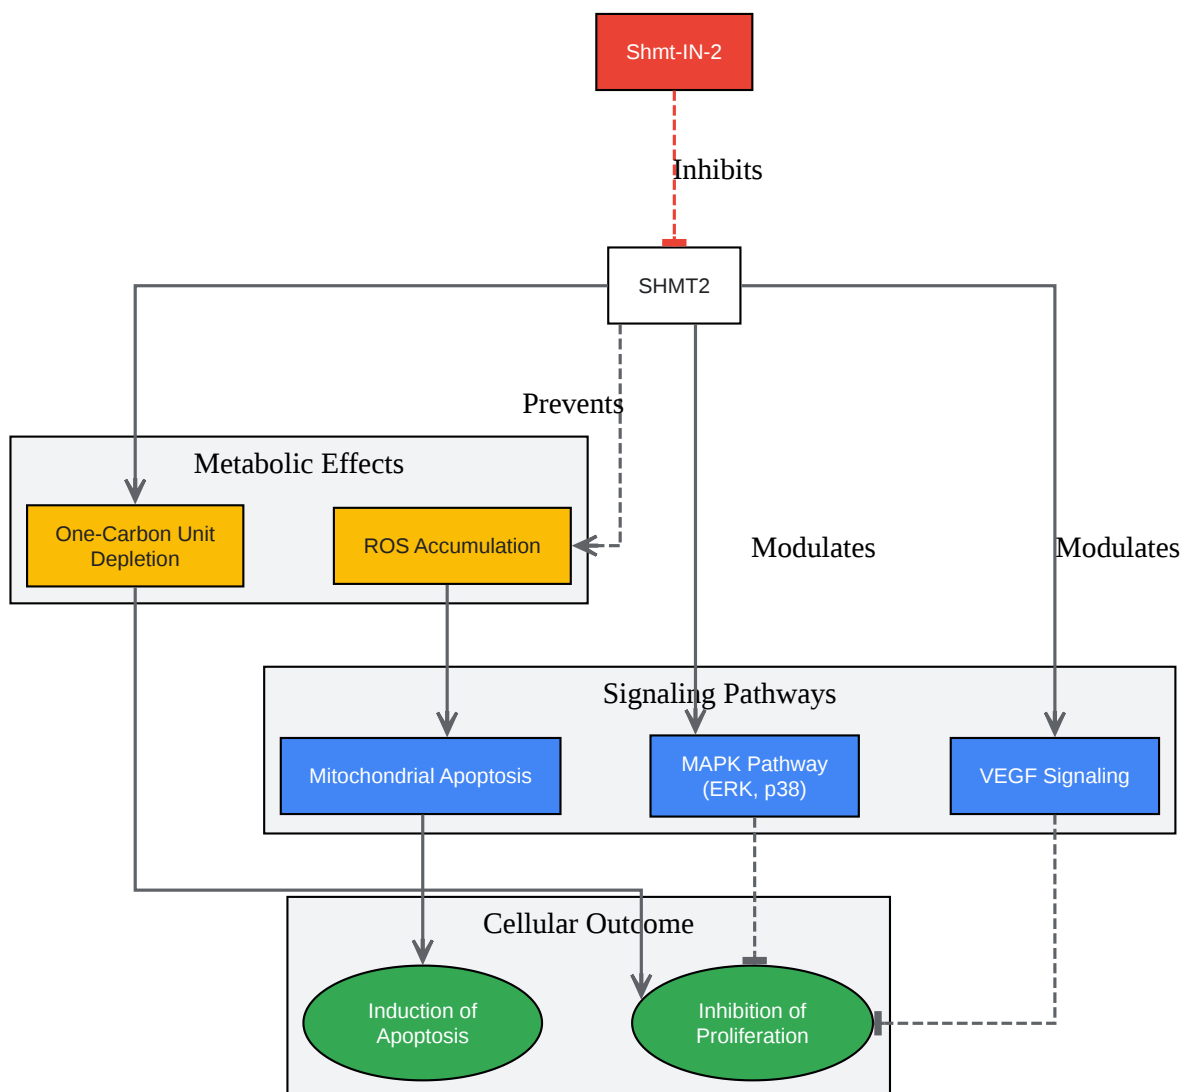 Shmt-IN-2
Inhibits
SHMT2
Prevents
Metabolic Effects
One-Carbon Unit
Depletion
ROS Accumulation
Modulates
Modulates
Signaling Pathways
Mitochondrial Apoptosis
MAPK Pathway
(ERK, p38)
VEGF Signaling
Cellular Outcome
Induction of
Apoptosis
Inhibition of
Proliferation